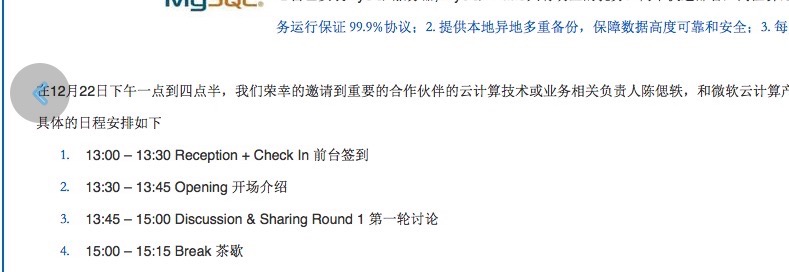 MySQL
务运行保证 99.9%协议；2. 提供本地异地多重备份，保障数据高度可靠和安全；3. 每
在12月22日下午一点到四点半，我们荣幸的邀请到重要的合作伙伴的云计算技术或业务相关负责人陈偲轶，和微软云计算产
具体的日程安排如下
1. 13:00 – 13:30 Reception + Check In 前台签到
2. 13:30 – 13:45 Opening 开场介绍
3. 13:45 – 15:00 Discussion & Sharing Round 1 第一轮讨论
4. 15:00 – 15:15 Break 茶歇